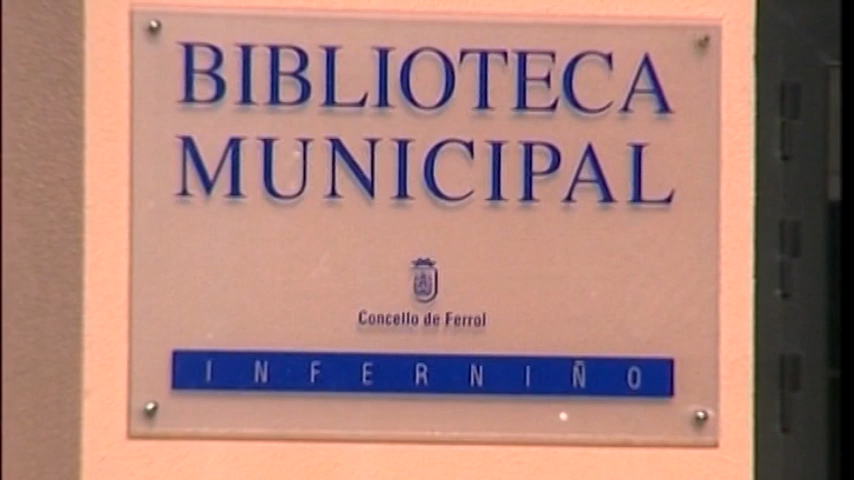 BIBLIOTECA
MUNICIPAL
Concello de Ferrol
INFERNIÑO